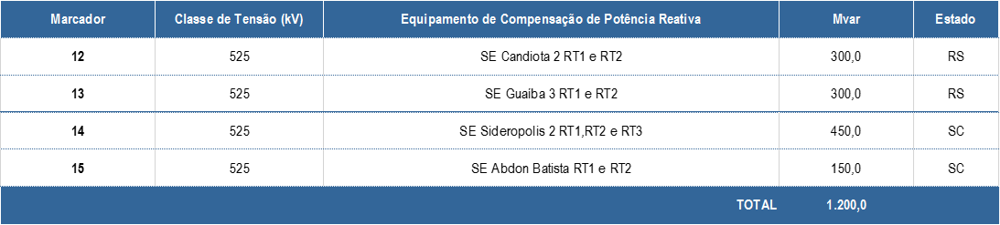 Marcador Classe de Tensão (kV) Equipamento de Compensação de Potência Reativa Mvar Estado
12 525 SE Candiota 2 RT1 e RT2 300,0 RS
13 525 SE Guaíba 3 RT1 e RT2 300,0 RS
14 525 SE Sideropolis 2 RT1,RT2 e RT3 450,0 SC
15 525 SE Abdon Batista RT1 e RT2 150,0 SC
TOTAL 1.200,0